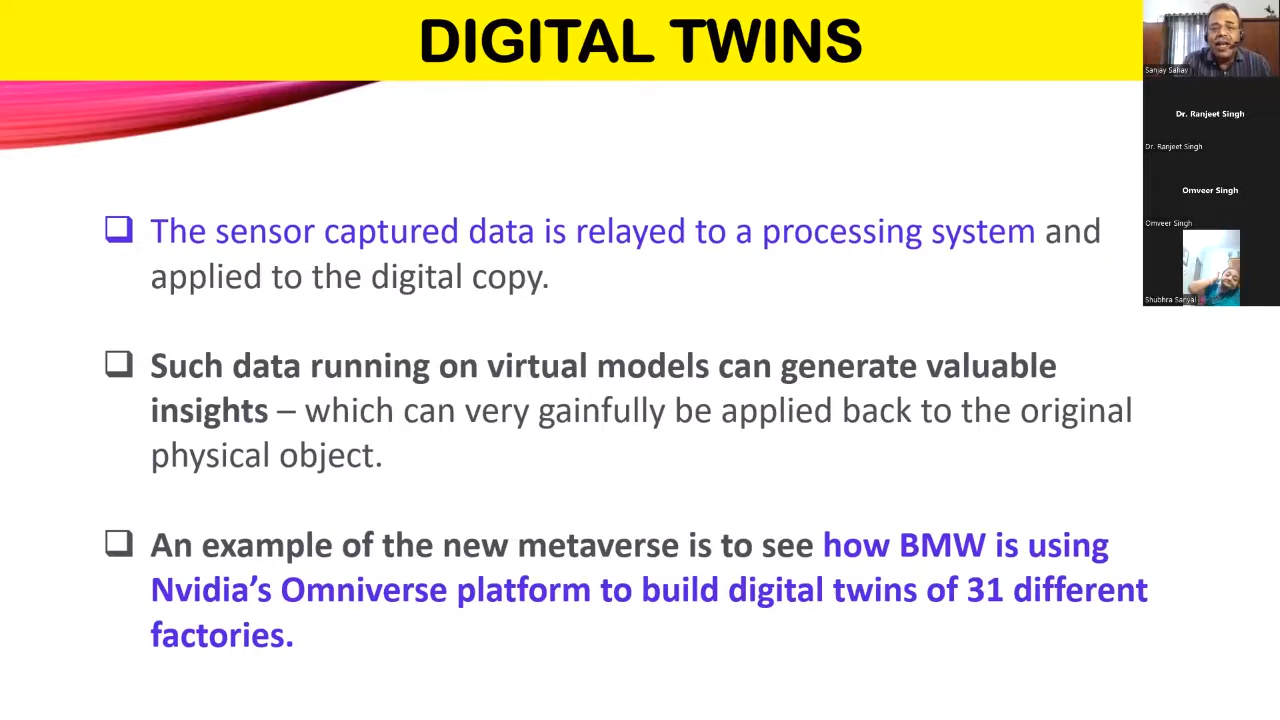 DIGITAL TWINS
Sanjay Sahay
Dr. Ranjeet Singh
Dr. Ranjeet Singh
Omveer Singh
Omveer Singh
Shubhra Sanyal
The sensor captured data is relayed to a processing system and
applied to the digital copy.
Such data running on virtual models can generate valuable
insights – which can very gainfully be applied back to the original
physical object.
An example of the new metaverse is to see how BMW is using
Nvidia’s Omniverse platform to build digital twins of 31 different
factories.